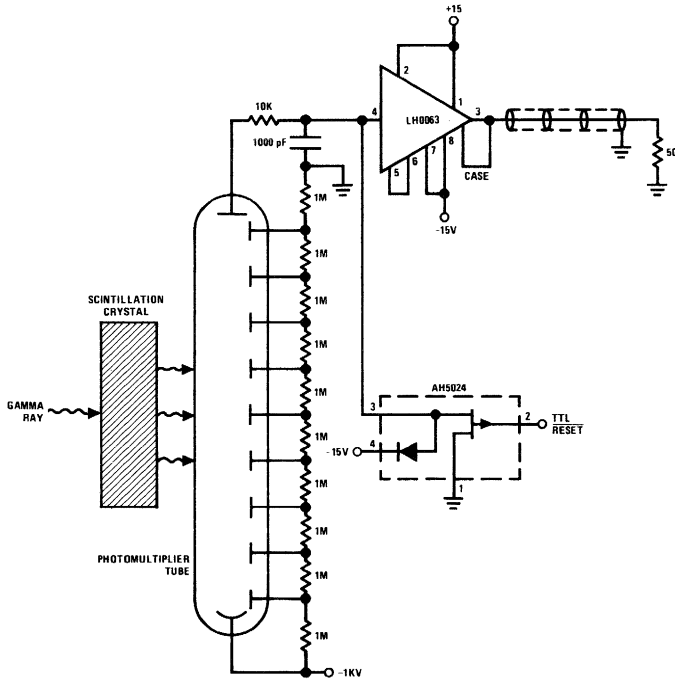 +15
2
1
10K
4
LH0063
3
1000 pF
7
8
6
5
CASE
50
1M
-15V
1M
1M
SCINTILLATION
CRYSTAL
1M
1M
AH5024
GAMMA
RAY
3
2
TTL
RESET
1M
-15V
4
1M
1
1M
PHOTOMULTIPLIER
TUBE
1M
1M
-1KV